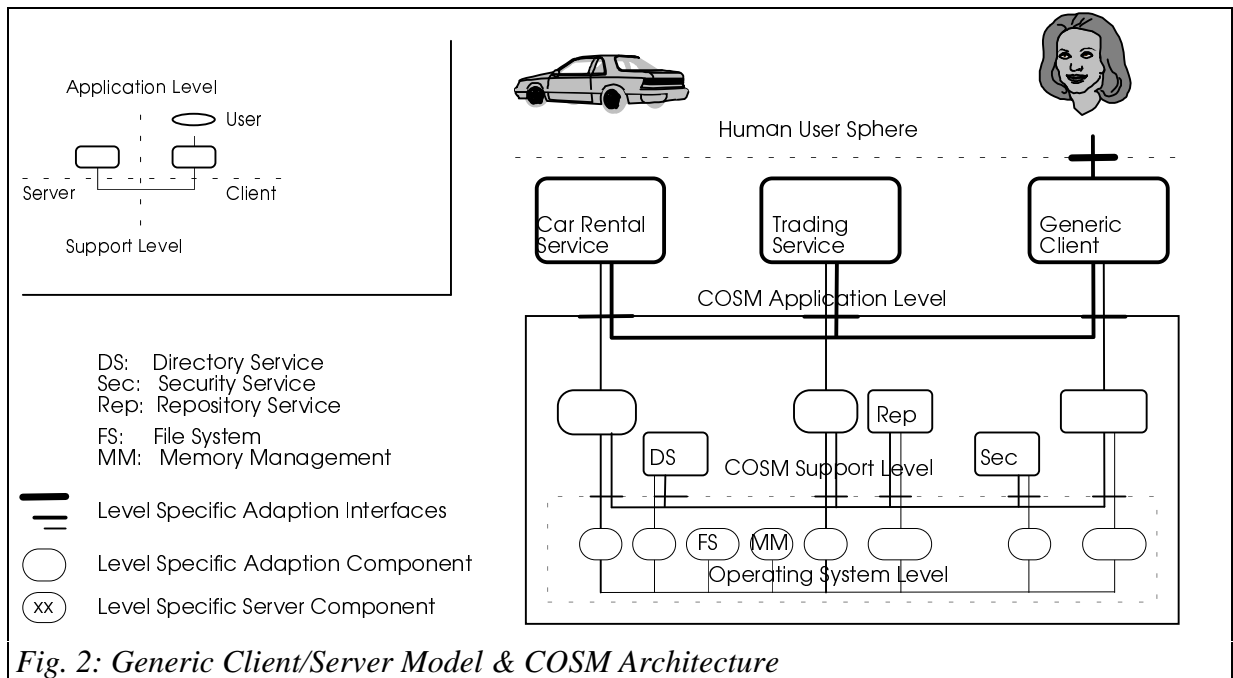 Application Level
User
Server
Client
Support Level
DS: Directory Service
Sec: Security Service
Rep: Repository Service
FS: File System
MM: Memory Management
Level Specific Adaption Interfaces
Level Specific Adaption Component
xx Level Specific Server Component
Human User Sphere
Car Rental
Service
Trading
Service
Generic
Client
COSM Application Level
Rep
DS
COSM Support Level
Sec
FS
MM
Operating System Level
Fig. 2: Generic Client/Server Model & COSM Architecture